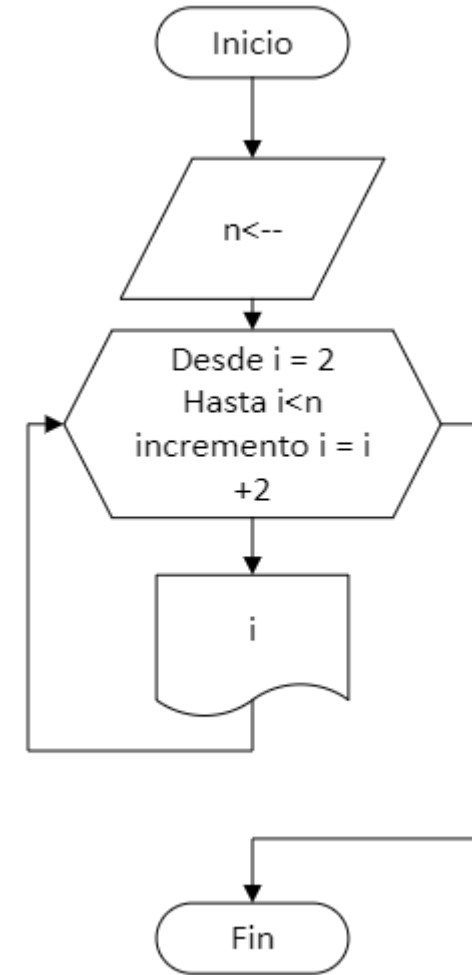 Inicio
n<--
Desde i = 2
Hasta i<n
incremento i = i
+2
i
Fin